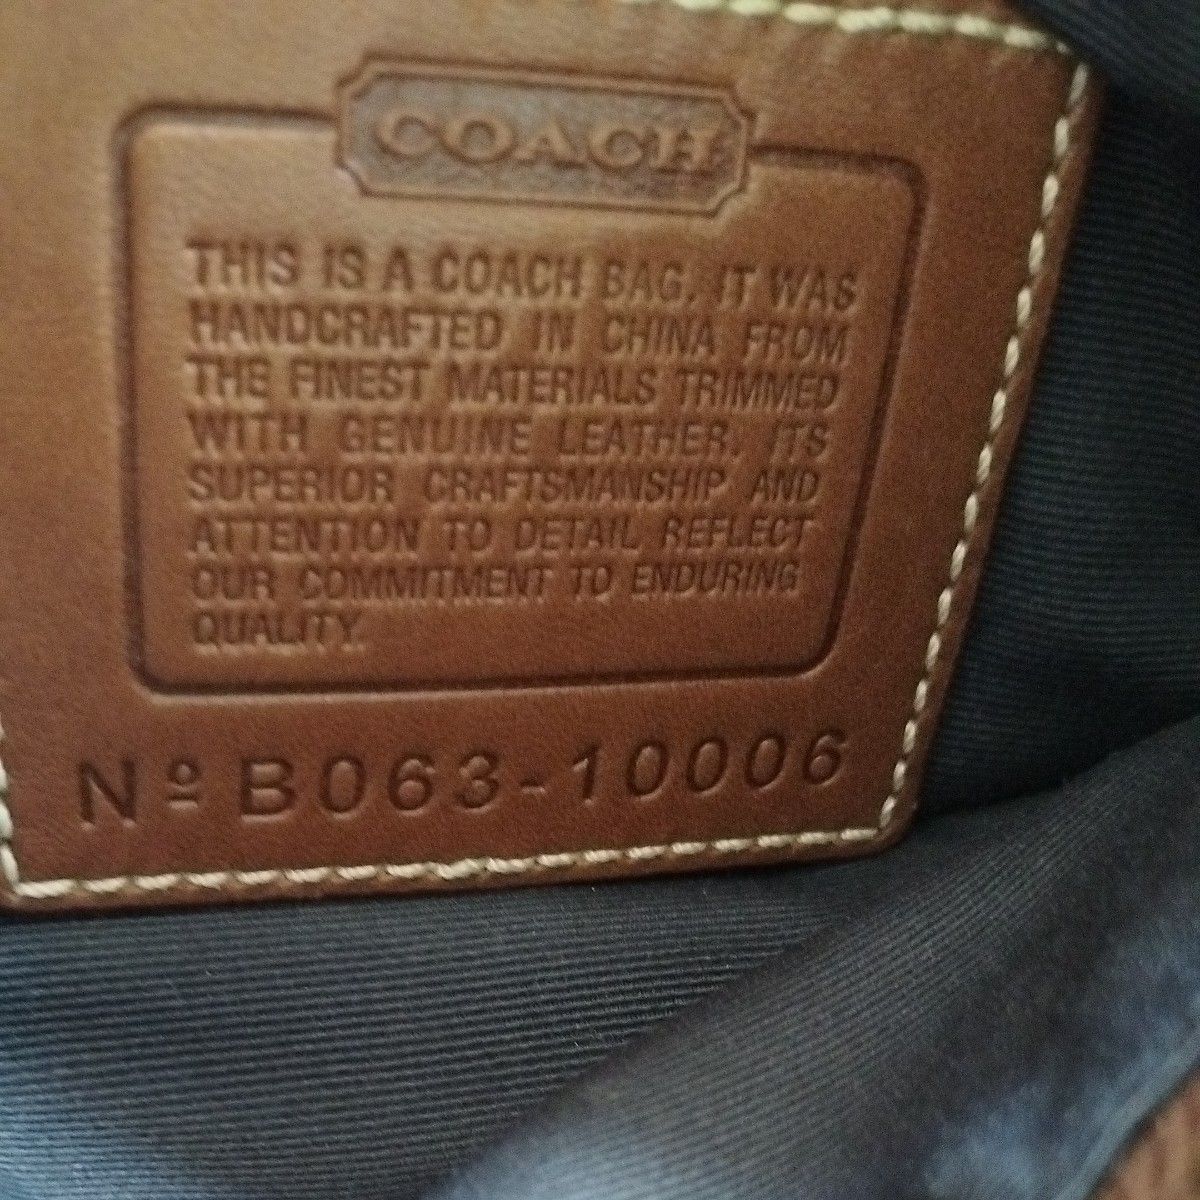 COACH
THIS IS A COACH BAG. IT WAS
HANDCRAFTED IN CHINA FROM
THE FINEST MATERIALS TRIMMED
WITH GENUINE LEATHER. ITS
SUPERIOR CRAFTSMANSHIP AND
ATTENTION TO DETAIL REFLECT
OUR COMMITMENT TO ENDURING
QUALITY.
Nº B063-10006